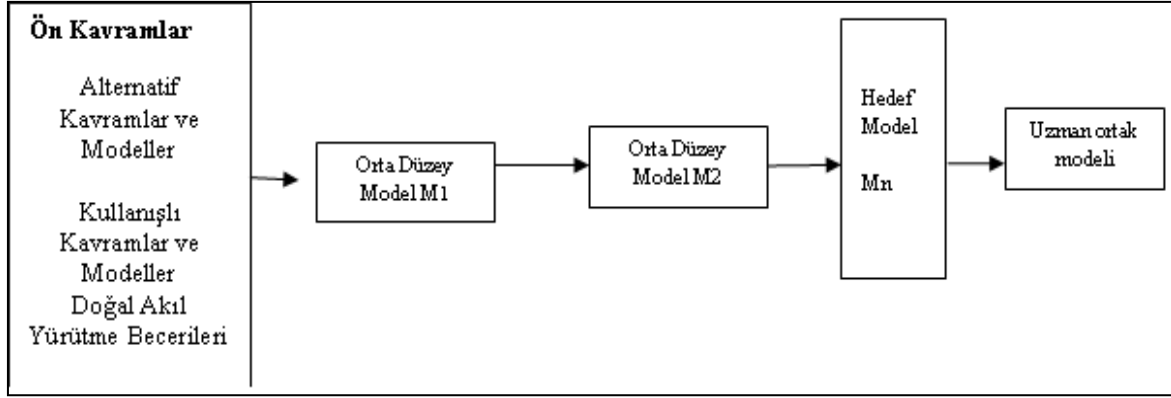 Ön Kavramlar
Alternatif
Kavramlar ve
Modeller
Kullanışlı
Kavramlar ve
Modeller
Doğal Akıl
Yürütme Becerileri
Orta Düzey
Model M1
Orta Düzey
Model M2
Hedef
Model
Mn
Uzman ortak
modeli